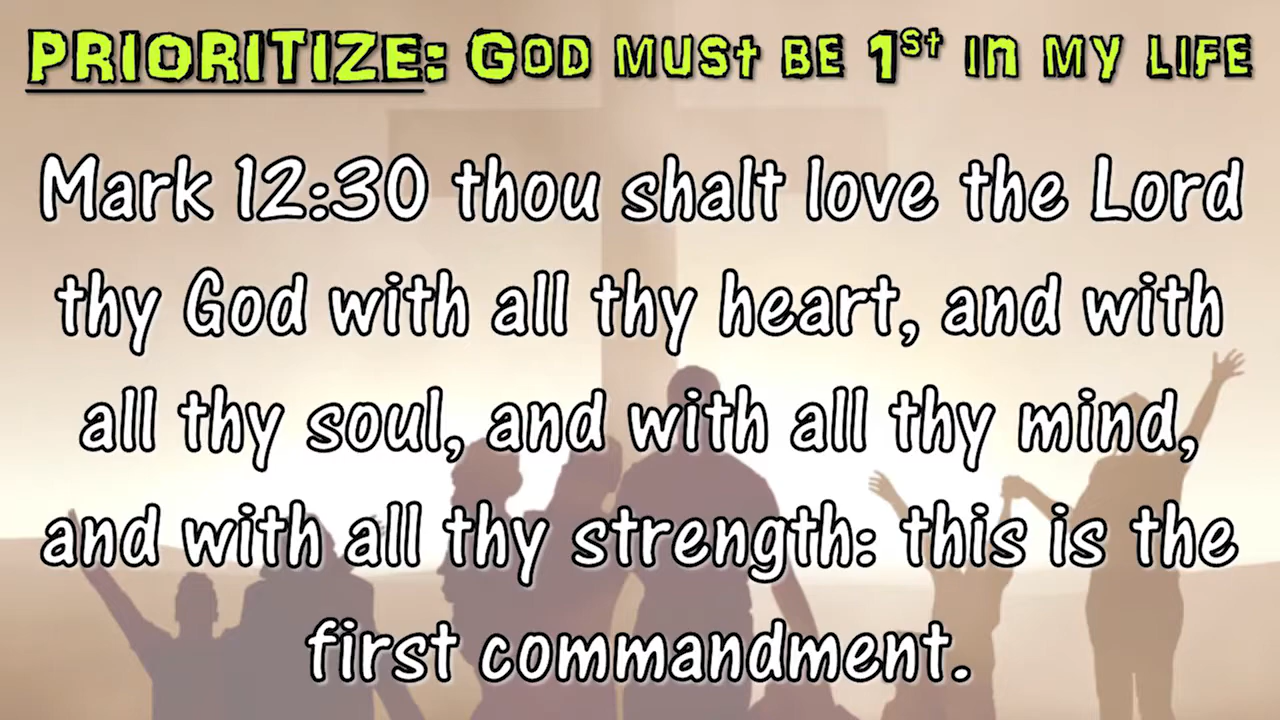 PRIORITIZE: GOD MUST BE 1st IN MY LIFE
Mark 12:30 thou shalt love the Lord
thy God with all thy heart, and with
all thy soul, and with all thy mind,
and with all thy strength: this is the
first commandment.